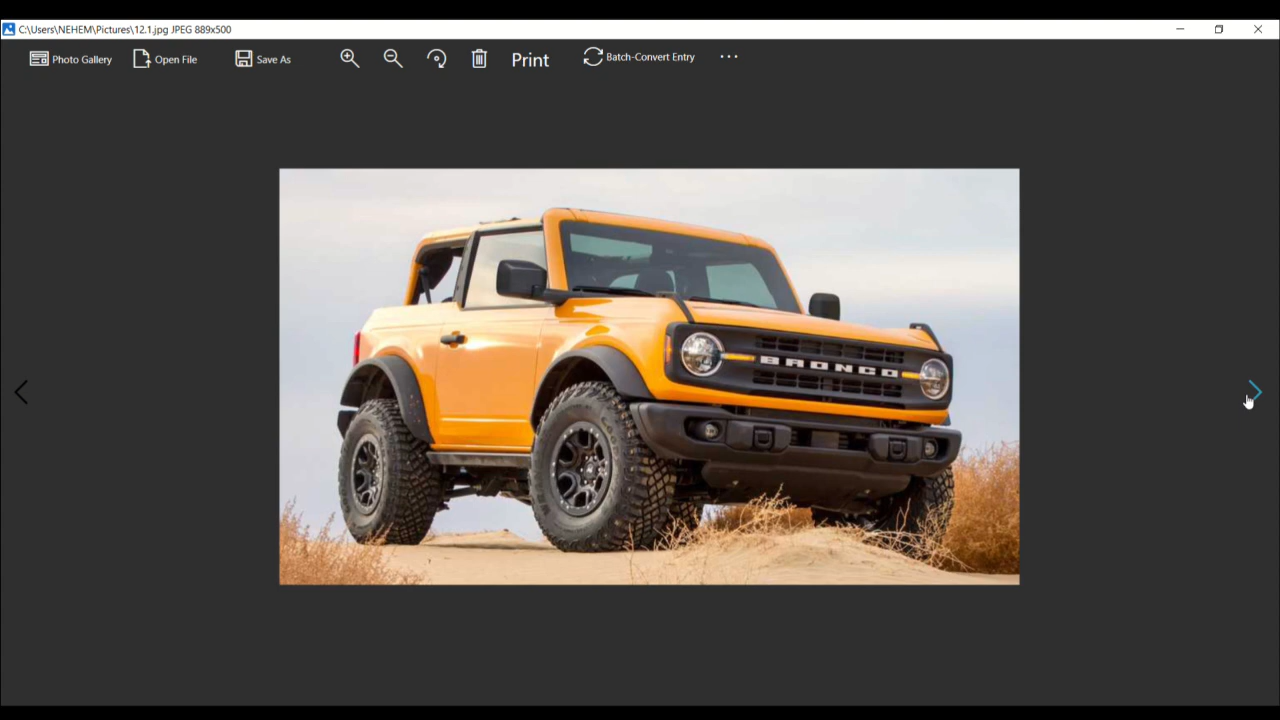 C:\Users\NEHEM\Pictures\12.1.jpg JPEG 889x500
Photo Gallery Open File Save As Print Batch-Convert Entry ...
BRONCO